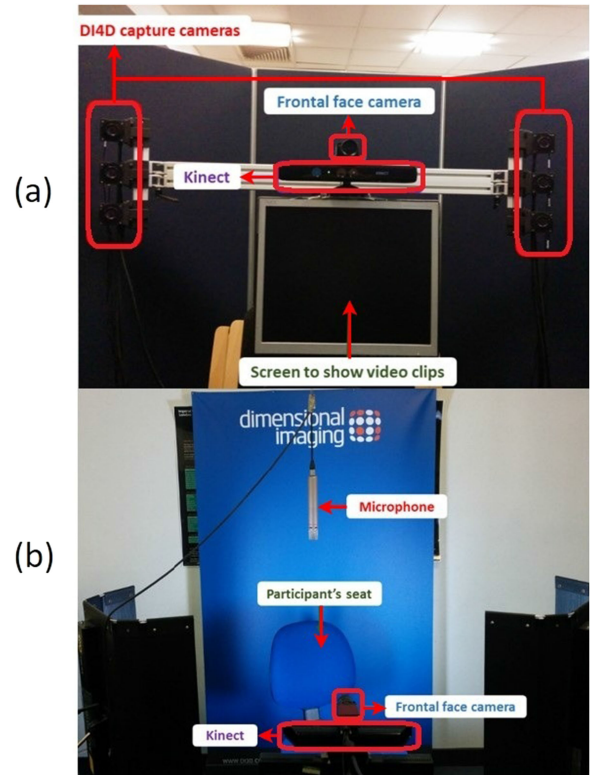 DI4D capture cameras
Frontal face camera
Kinect
(a)
Screen to show video clips
dimensional
imaging
Microphone
(b)
Participant's seat
Frontal face camera
Kinect